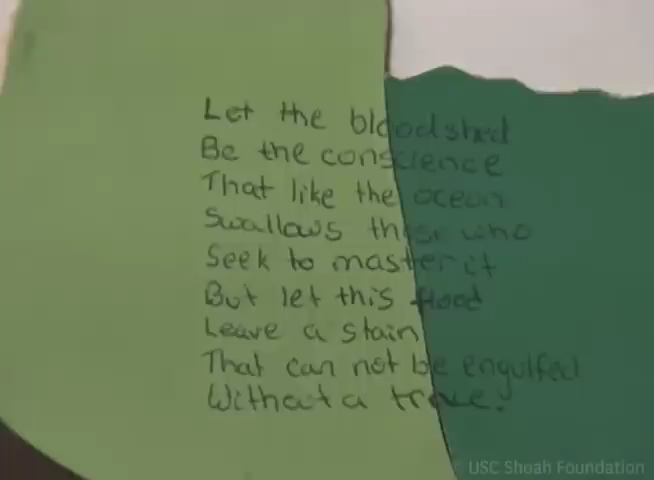 Let the bloodshed
Be the conscience
That like the ocean
Swallows those who
Seek to master it
But let this flood
Leave a stain
That can not be engulfed
Without a trace.
USC Shoah Foundation